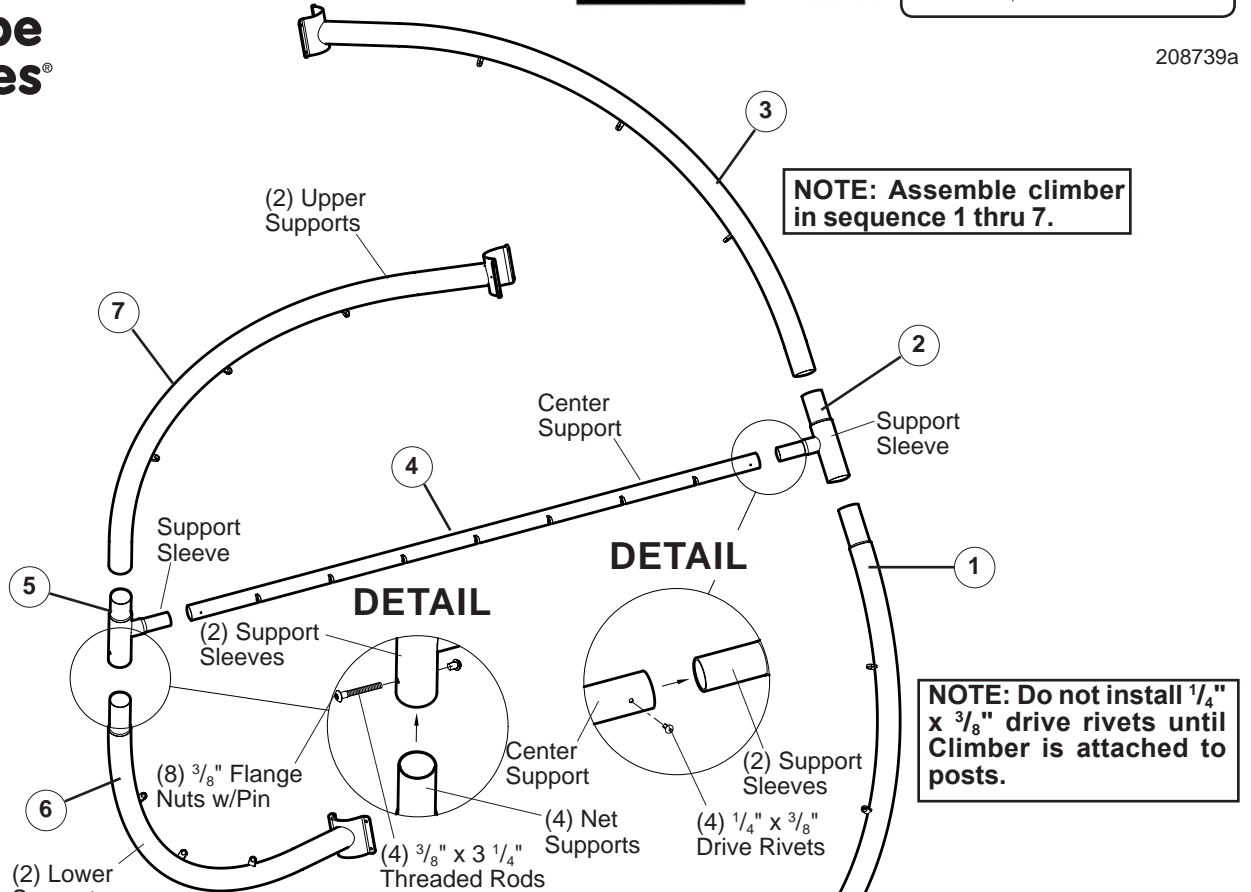 es®
208739a
3
NOTE: Assemble climber
in sequence 1 thru 7.
(2) Upper
Supports
7
2
Center
Support
Support
Sleeve
4
Support
Sleeve
DETAIL
1
5
DETAIL
(2) Support
Sleeves
NOTE: Do not install 1/4"
x 3/8" drive rivets until
Climber is attached to
posts.
Center
Support
(2) Support
Sleeves
(8) 3/8" Flange
Nuts w/Pin
6
(4) Net
Supports
(4) 1/4" x 3/8"
Drive Rivets
(4) 3/8" x 3 1/4"
Threaded Rods
(2) Lower